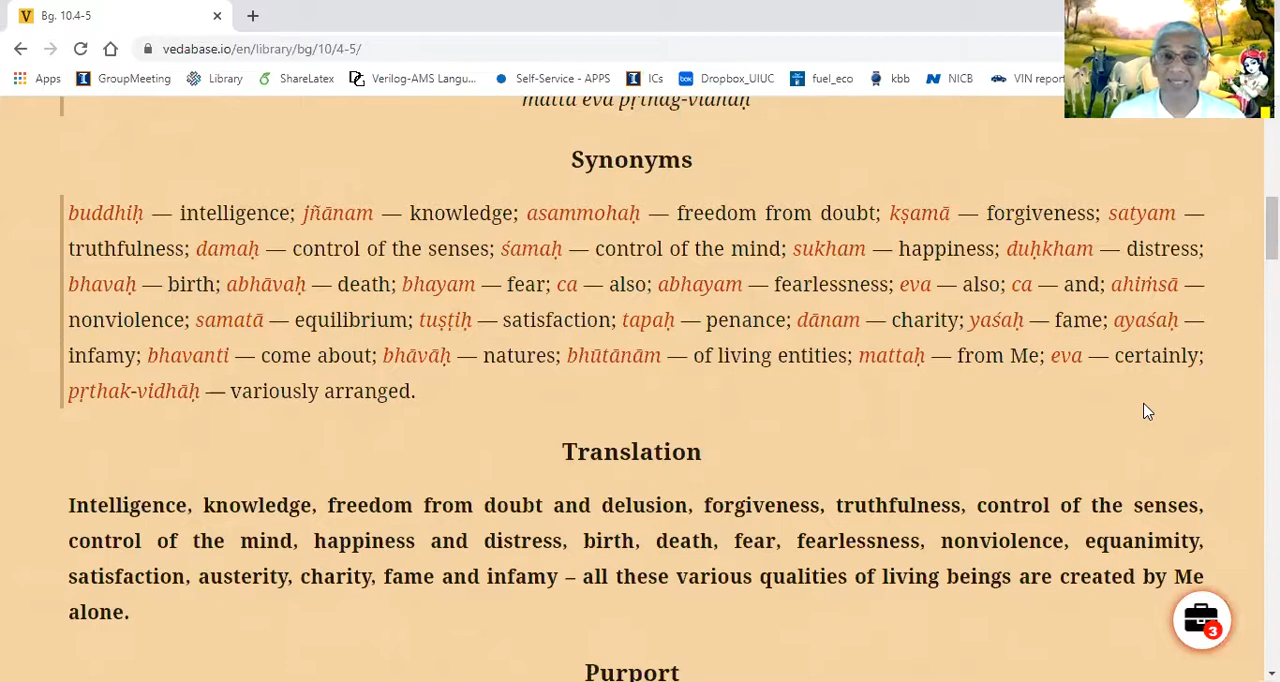 Bg. 10.4-5
vedabase.io/en/library/bg/10/4-5/
Apps GroupMeeting Library ShareLatex Verilog-AMS Langu... Self-Service - APPS ICs Dropbox_UIUC fuel_eco kbb NICB VIN report
matta eva pṛthag-vidhāḥ
Synonyms
buddhiḥ — intelligence; jñānam — knowledge; asammohaḥ — freedom from doubt; kṣamā — forgiveness; satyam —
truthfulness; damaḥ — control of the senses; śamaḥ — control of the mind; sukham — happiness; duḥkham — distress;
bhavaḥ — birth; abhāvaḥ — death; bhayam — fear; ca — also; abhayam — fearlessness; eva — also; ca — and; ahiṁsā —
nonviolence; samatā — equilibrium; tuṣṭiḥ — satisfaction; tapaḥ — penance; dānam — charity; yaśaḥ — fame; ayaśaḥ —
infamy; bhavanti — come about; bhāvāḥ — natures; bhūtānām — of living entities; mattaḥ — from Me; eva — certainly;
pṛthak-vidhāḥ — variously arranged.
Translation
Intelligence, knowledge, freedom from doubt and delusion, forgiveness, truthfulness, control of the senses,
control of the mind, happiness and distress, birth, death, fear, fearlessness, nonviolence, equanimity,
satisfaction, austerity, charity, fame and infamy – all these various qualities of living beings are created by Me
alone.
3
Purport